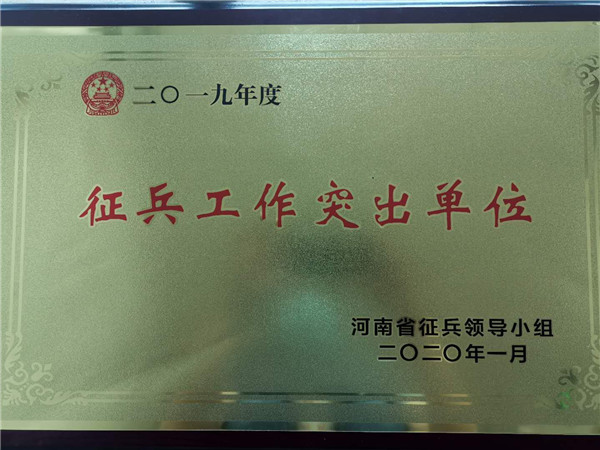 二〇一九年度
征兵工作突出单位
河南省征兵领导小组
二〇二〇年一月